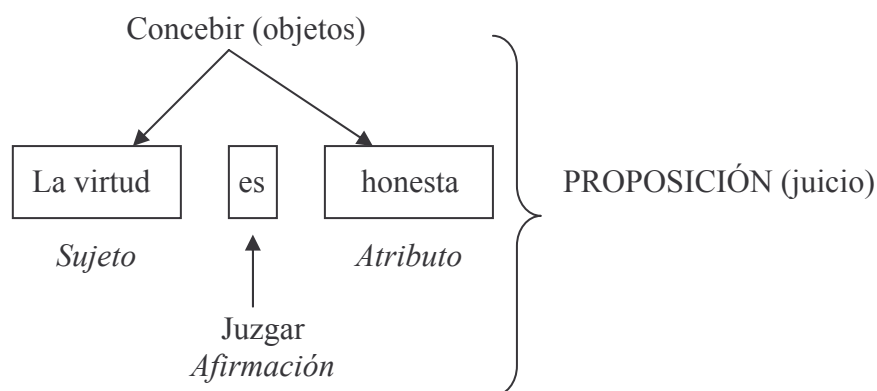 Concebir (objetos)
La virtud es honesta
PROPOSICIÓN (juicio)
Sujeto
Atributo
Juzgar
Afirmación